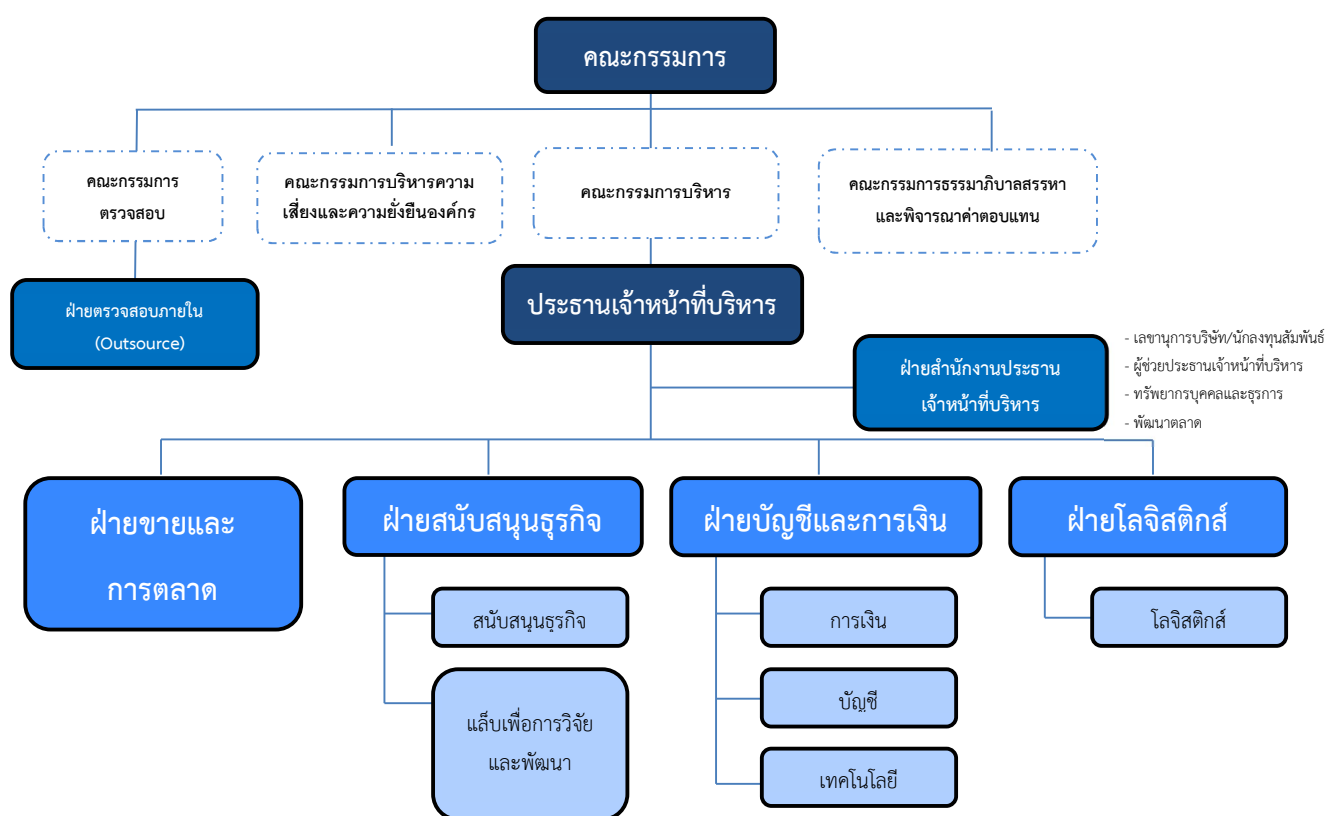 คณะกรรมการ
คณะกรรมการ
ตรวจสอบ
คณะกรรมการบริหารความ
เสี่ยงและความยั่งยืนองค์กร
คณะกรรมการบริหาร
คณะกรรมการธรรมาภิบาลสรรหา
และพิจารณาค่าตอบแทน
ฝ่ายตรวจสอบภายใน
(Outsource)
ประธานเจ้าหน้าที่บริหาร
ฝ่ายสำนักงานประธาน
เจ้าหน้าที่บริหาร
- เลขานุการบริษัท/นักลงทุนสัมพันธ์
- ผู้ช่วยประธานเจ้าหน้าที่บริหาร
- ทรัพยากรบุคคลและธุรการ
- พัฒนาตลาด
ฝ่ายขายและ
การตลาด
ฝ่ายสนับสนุนธุรกิจ
สนับสนุนธุรกิจ
แล็บเพื่อการวิจัย
และพัฒนา
ฝ่ายบัญชีและการเงิน
การเงิน
บัญชี
เทคโนโลยี
ฝ่ายโลจิสติกส์
โลจิสติกส์